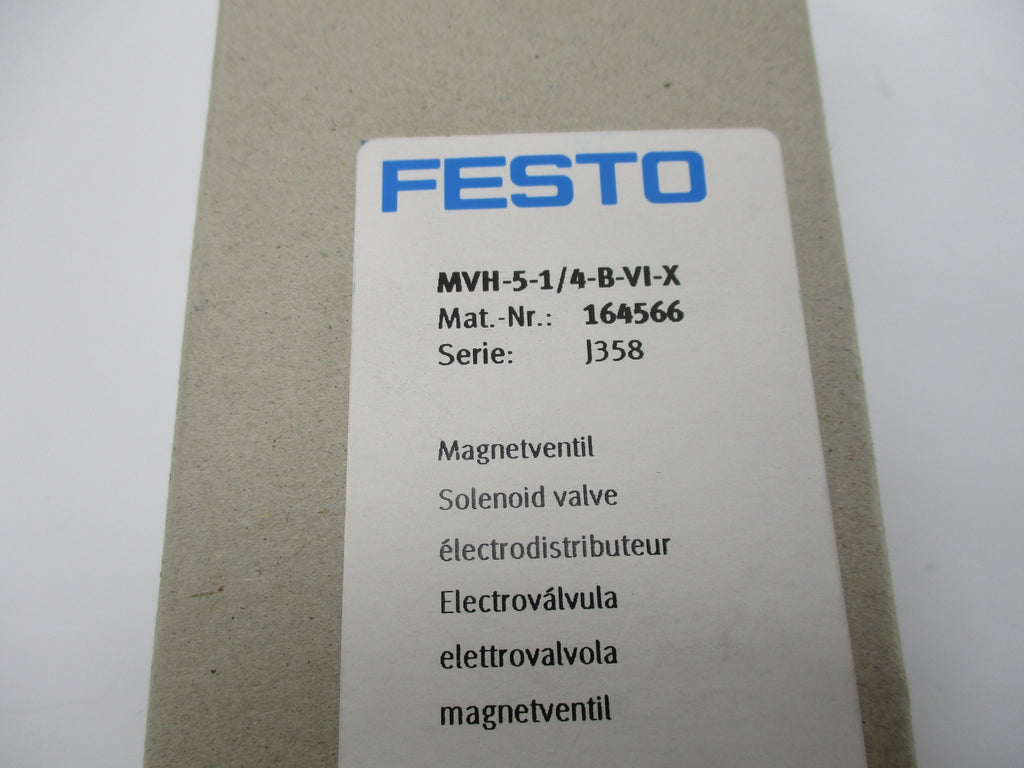 FESTO
MVH-5-1/4-B-VI-X
Mat.-Nr.: 164566
Serie: J358
Magnetventil
Solenoid valve
électrodistributeur
Electroválvula
elettrovalvola
magnetventil